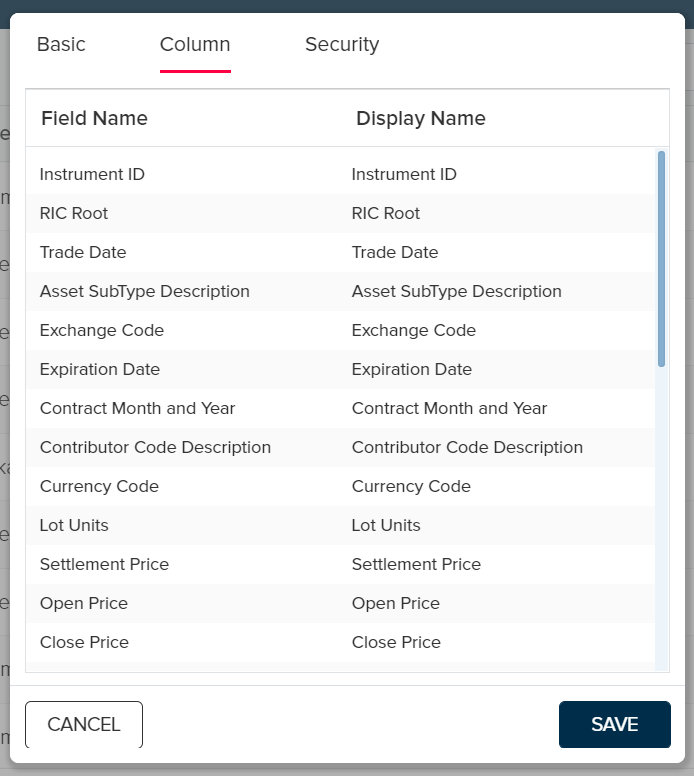 Basic Column Security
Field Name Display Name
Instrument ID Instrument ID
RIC Root RIC Root
Trade Date Trade Date
Asset SubType Description Asset SubType Description
Exchange Code Exchange Code
Expiration Date Expiration Date
Contract Month and Year Contract Month and Year
Contributor Code Description Contributor Code Description
Currency Code Currency Code
Lot Units Lot Units
Settlement Price Settlement Price
Open Price Open Price
Close Price Close Price
CANCEL SAVE